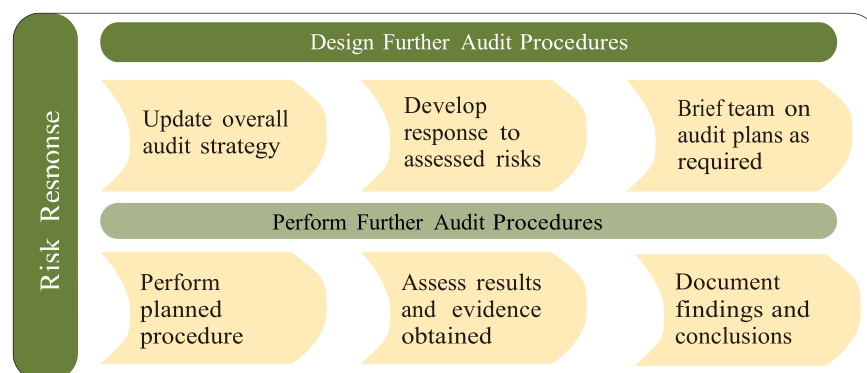 Risk Response
Design Further Audit Procedures
Update overall
audit strategy
Develop
response to
assessed risks
Brief team on
audit plans as
required
Perform Further Audit Procedures
Perform
planned
procedure
Assess results
and evidence
obtained
Document
findings and
conclusions